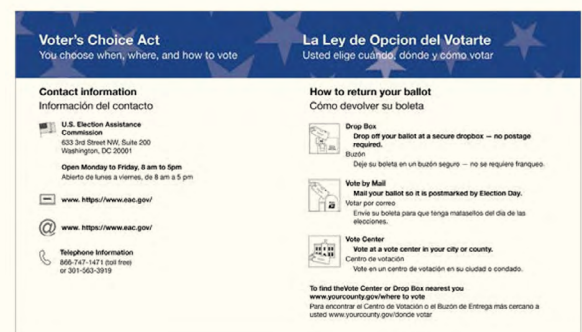 Voter's Choice Act
You choose when, where, and how to vote
La Ley de Opcion del Votarte
Usted elige cuándo, dónde y cómo votar
Contact information
Información del contacto
U.S. Election Assistance
Commission
633 3rd Street NW, Suite 200
Washington, DC 20001
Open Monday to Friday, 8 am to 5pm
Abierto de lunes a viernes, de 8 am a 5 pm
www. https://www.eac.gov/
@ www. https://www.eac.gov/
Telephone Information
866-747-1471 (toll free)
or 301-563-3919
How to return your ballot
Cómo devolver su boleta
Drop Box
Drop off your ballot at a secure dropbox — no postage
required.
Buzón
Deje su boleta en un buzón seguro — no se requiere franqueo.
Vote by Mail
Mail your ballot so it is postmarked by Election Day.
Votar por correo
Envíe su boleta para que tenga matasellos del dia de las
elecciones.
Vote Center
Vote at a vote center in your city or county.
Centro de votación
Vote en un centro de votación en su ciudad o condado.
To find theVote Center or Drop Box nearest you
www.yourcounty.gov/where to vote
Para encontrar el Centro de Votación o el Buzón de Entrega más cercano a
usted www.yourcounty.gov/donde votar